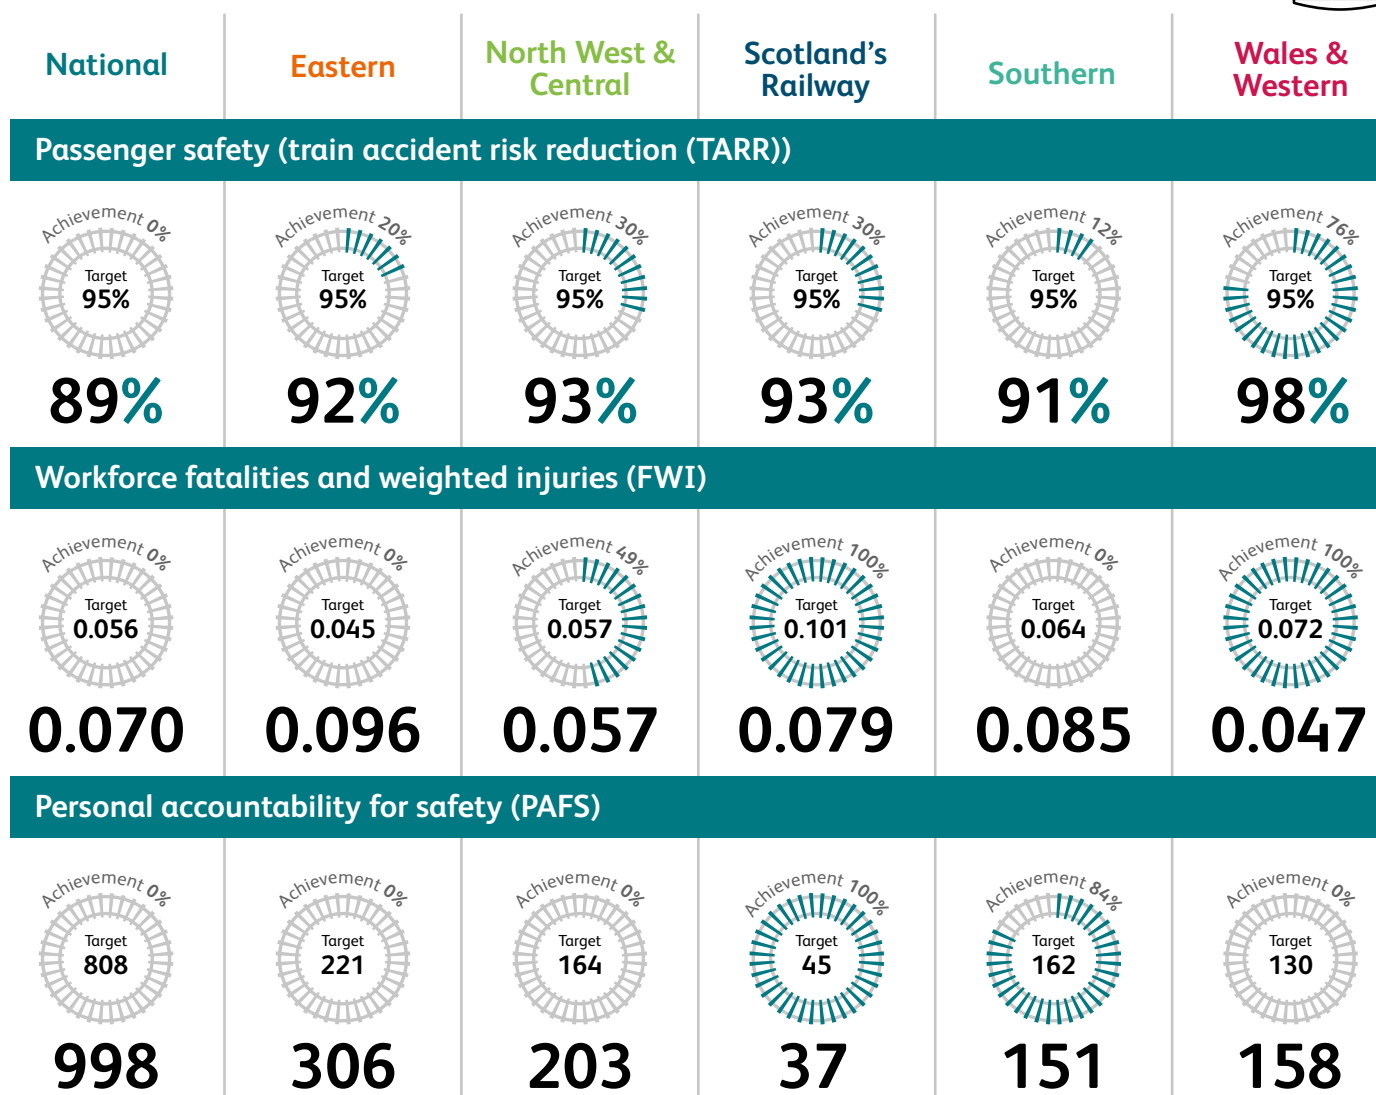 National
Eastern
North West &
Central
Scotland's
Railway
Southern
Wales &
Western
Passenger safety (train accident risk reduction (TARR))
Achievement 0%
Target
95%
89%
Achievement 20%
Target
95%
92%
Achievement 30%
Target
95%
93%
Achievement 30%
Target
95%
93%
Achievement 12%
Target
95%
91%
Achievement 76%
Target
95%
98%
Workforce fatalities and weighted injuries (FWI)
Achievement 0%
Target
0.056
0.070
Achievement 0%
Target
0.045
0.096
Achievement 49%
Target
0.057
0.057
Achievement 100%
Target
0.101
0.079
Achievement 0%
Target
0.064
0.085
Achievement 100%
Target
0.072
0.047
Personal accountability for safety (PAFS)
Achievement 0%
Target
808
998
Achievement 0%
Target
221
306
Achievement 0%
Target
164
203
Achievement 100%
Target
45
37
Achievement 84%
Target
162
151
Achievement 0%
Target
130
158